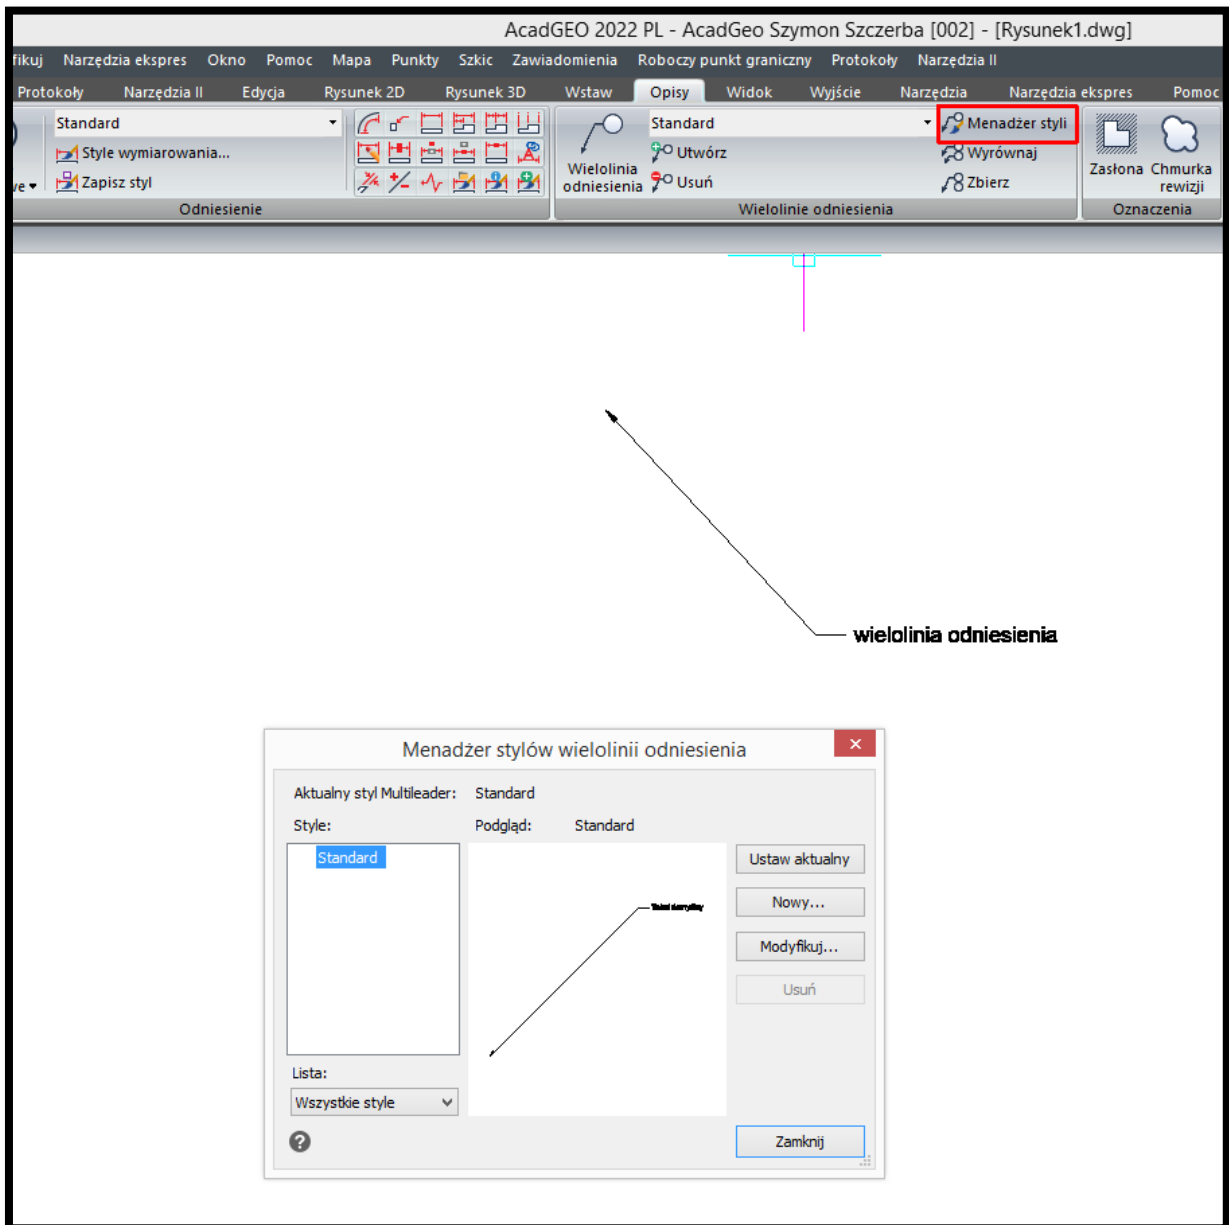 AcadGEO 2022 PL - AcadGeo Szymon Szczerba [002] - [Rysunek1.dwg]
fikuj Narzędzia ekspres Okno Pomoc Mapa Punkty Szkic Zawiadomienia Roboczy punkt graniczny Protokoły Narzędzia II
Protokoły Narzędzia II Edycja Rysunek 2D Rysunek 3D Wstaw Opisy Widok Wyjście Narzędzia Narzędzia ekspres Pomoc
Standard
Style wymiarowania...
we Zapisz styl
Odniesienie
Wielolinia
odniesienia
Standard
Utwórz
Usuń
Menadżer styli
Wyrównaj
Zbierz
Wielolinie odniesienia
Zasłona
Chmurka
rewizji
Oznaczenia
wielolinia odniesienia
Menadżer stylów wielolinii odniesienia
Aktualny styl Multileader: Standard
Style: Podgląd: Standard
Standard
Ustaw aktualny
Nowy...
Modyfikuj...
Usuń
Lista:
Wszystkie style
Zamknij